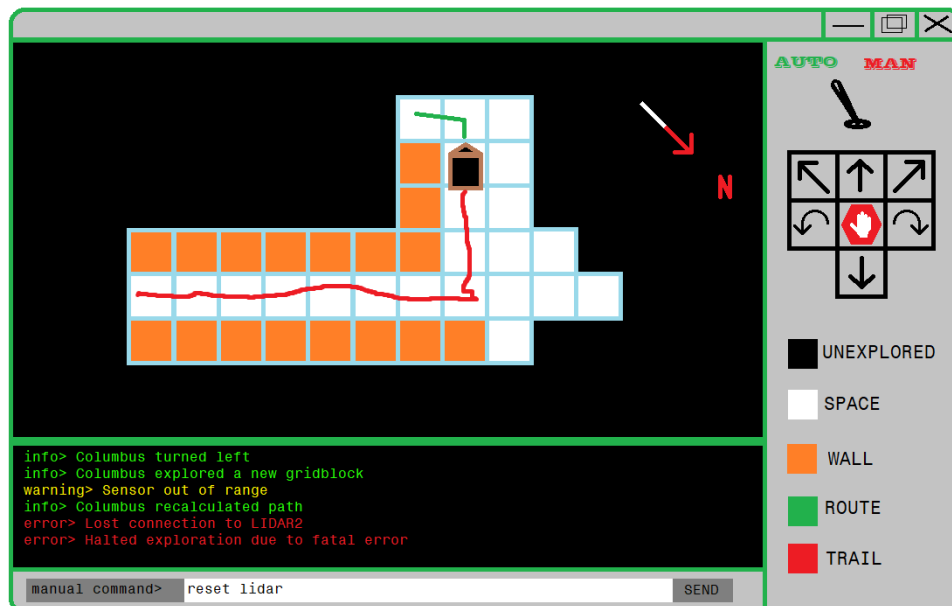 AUTO MAN
N
UNEXPLORED
SPACE
WALL
ROUTE
TRAIL
info> Columbus turned left
info> Columbus explored a new gridblock
warning> Sensor out of range
info> Columbus recalculated path
error> Lost connection to LIDAR2
error> Halted exploration due to fatal error
manual command> reset lidar SEND